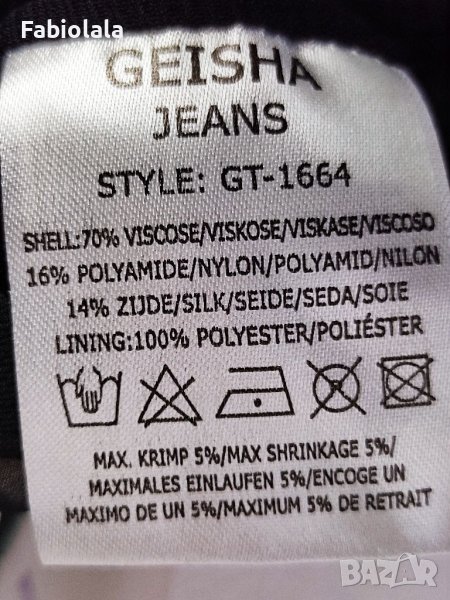 Fabiolala
GEISHA
JEANS
STYLE: GT-1664
SHELL:70% VISCOSE/VISKOSE/VISKASE/VISCOSO
16% POLYAMIDE/NYLON/POLYAMID/NILON
14% ZIJDE/SILK/SEIDE/SEDA/SOIE
LINING:100% POLYESTER/POLIÉSTER
MAX. KRIMP 5%/MAX SHRINKAGE 5%/
MAXIMALES EINLAUFEN 5%/ENCOGE UN
MAXIMO DE UN 5%/MAXIMUM 5% DE RETRAIT
BAZAR